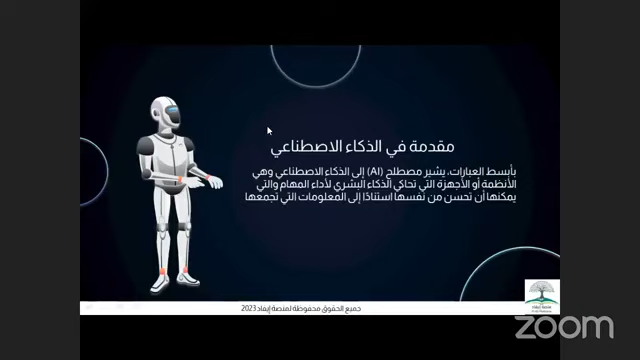 مقدمة في الذكاء الاصطناعي
بأبسط العبارات، يشير مصطلح (AI) إلى الذكاء الاصطناعي وهي
الأنظمة أو الأجهزة التي تحاكي الذكاء البشري لأداء المهام والتي
يمكنها أن تحسن من نفسها استنادًا إلى المعلومات التي تجمعها
جميع الحقوق محفوظة لمنصة إيفاد 2023
zoom